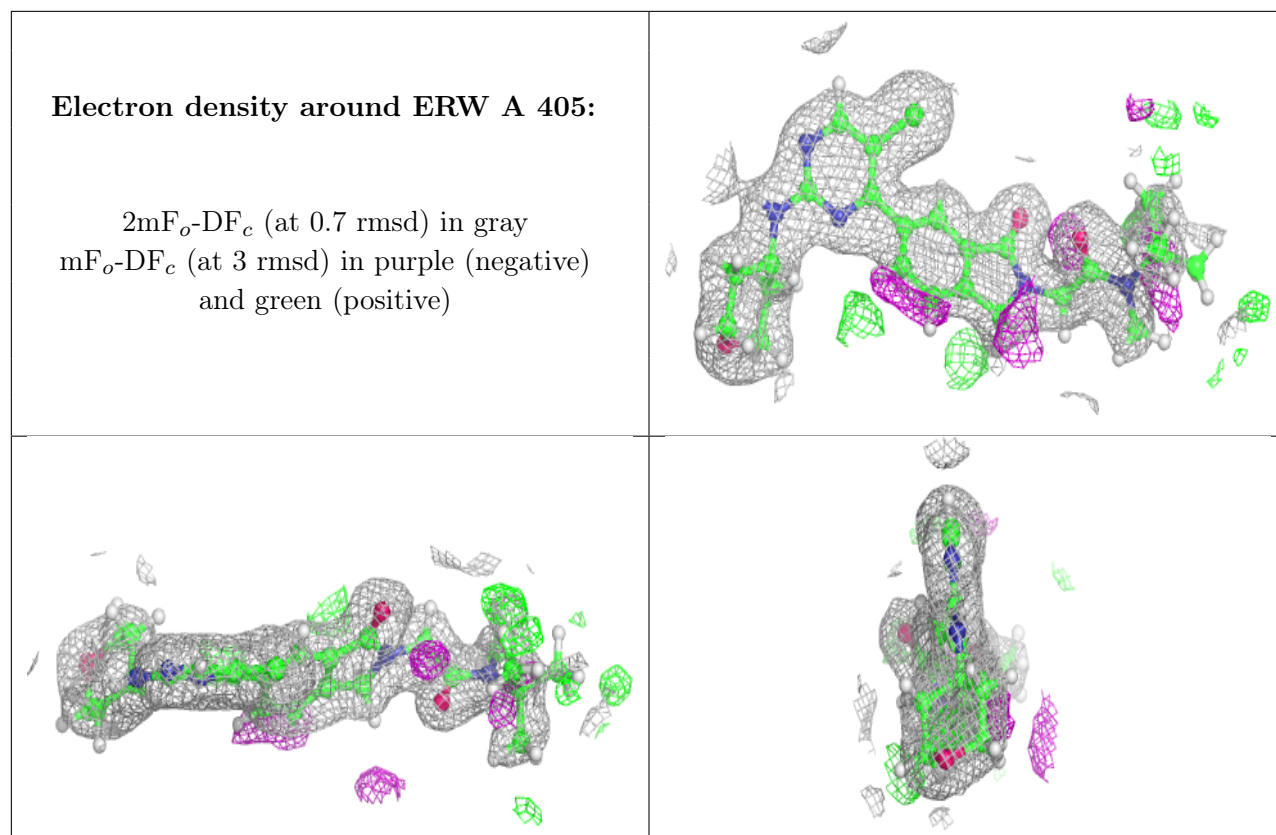 Electron density around ERW A 405:
2mFo-DFc (at 0.7 rmsd) in gray
mFo-DFc (at 3 rmsd) in purple (negative)
and green (positive)